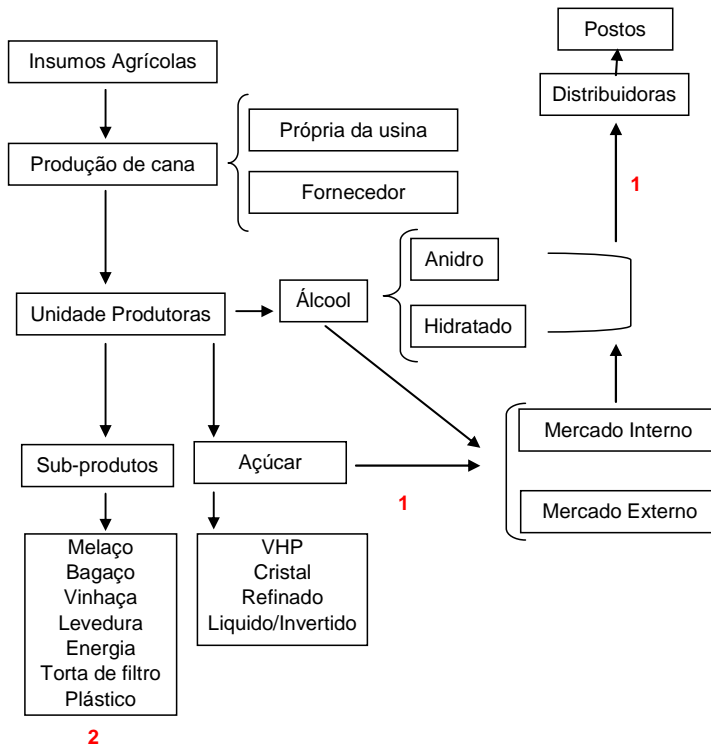 Postos
Insumos Agrícolas
Distribuidoras
Própria da usina
Produção de cana
Fornecedor
1
Anidro
Álcool
Unidade Produtoras
Hidratado
Mercado Interno
Sub-produtos
Açúcar
1
Mercado Externo
Melaço
Bagaço
Vinhaça
Levedura
Energia
Torta de filtro
Plástico
VHP
Cristal
Refinado
Liquido/Invertido
2